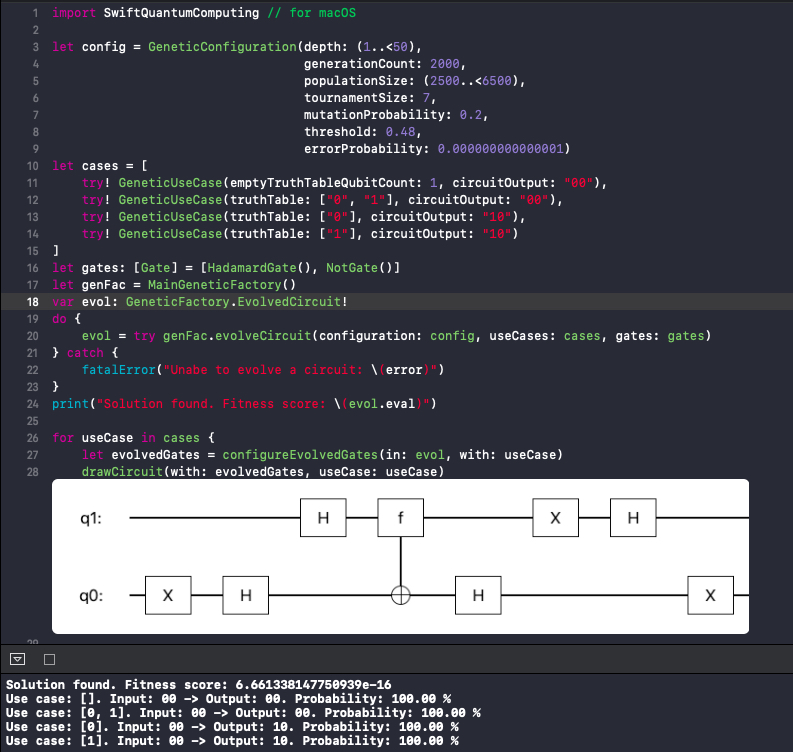 1 import SwiftQuantumComputing // for macOS
2
3 let config = GeneticConfiguration(depth: (1..<50),
4 generationCount: 2000,
5 populationSize: (2500..<6500),
6 tournamentSize: 7,
7 mutationProbability: 0.2,
8 threshold: 0.48,
9 errorProbability: 0.000000000000001)
10 let cases = [
11 try! GeneticUseCase(emptyTruthTableQubitCount: 1, circuitOutput: "00"),
12 try! GeneticUseCase(truthTable: ["0", "1"], circuitOutput: "00"),
13 try! GeneticUseCase(truthTable: ["0"], circuitOutput: "10"),
14 try! GeneticUseCase(truthTable: ["1"], circuitOutput: "10")
15 ]
16 let gates: [Gate] = [HadamardGate(), NotGate()]
17 let genFac = MainGeneticFactory()
18 var evol: GeneticFactory.EvolvedCircuit!
19 do {
20 evol = try genFac.evolveCircuit(configuration: config, useCases: cases, gates: gates)
21 } catch {
22 fatalError("Unabe to evolve a circuit: \(error)")
23 }
24 print("Solution found. Fitness score: \(evol.eval)")
25
26 for useCase in cases {
27 let evolvedGates = configureEvolvedGates(in: evol, with: useCase)
28 drawCircuit(with: evolvedGates, useCase: useCase)
q1: H f X H
q0: X H H X
29
Solution found. Fitness score: 6.661338147750939e-16
Use case: []. Input: 00 -> Output: 00. Probability: 100.00 %
Use case: [0, 1]. Input: 00 -> Output: 00. Probability: 100.00 %
Use case: [0]. Input: 00 -> Output: 10. Probability: 100.00 %
Use case: [1]. Input: 00 -> Output: 10. Probability: 100.00 %